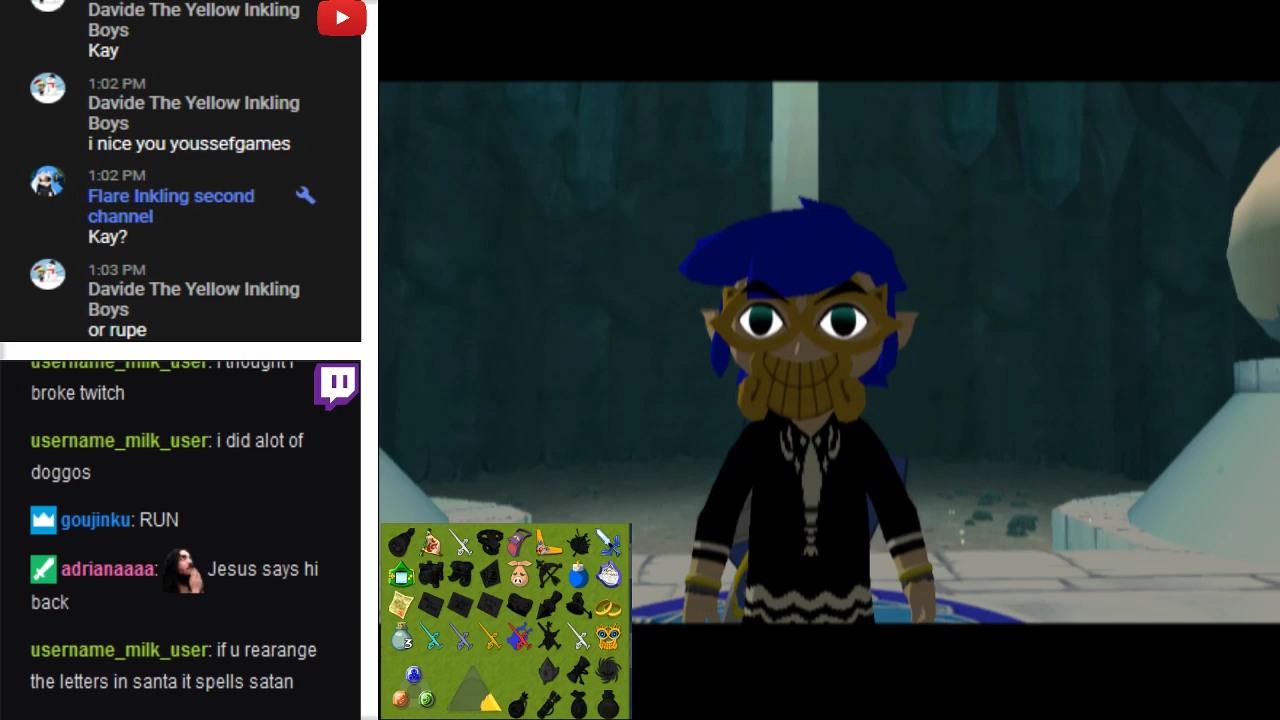 Davide The Yellow Inkling
Boys
Kay
1:02 PM
Davide The Yellow Inkling
Boys
i nice you youssefgames
1:02 PM
Flare Inkling second
channel
Kay?
1:03 PM
Davide The Yellow Inkling
Boys
or rupe
username_milk_user: i thought i
broke twitch
username_milk_user: i did alot of
doggos
goujinku: RUN
adrianaaaa: Jesus says hi
back
username_milk_user: if u rearange
the letters in santa it spells satan
3